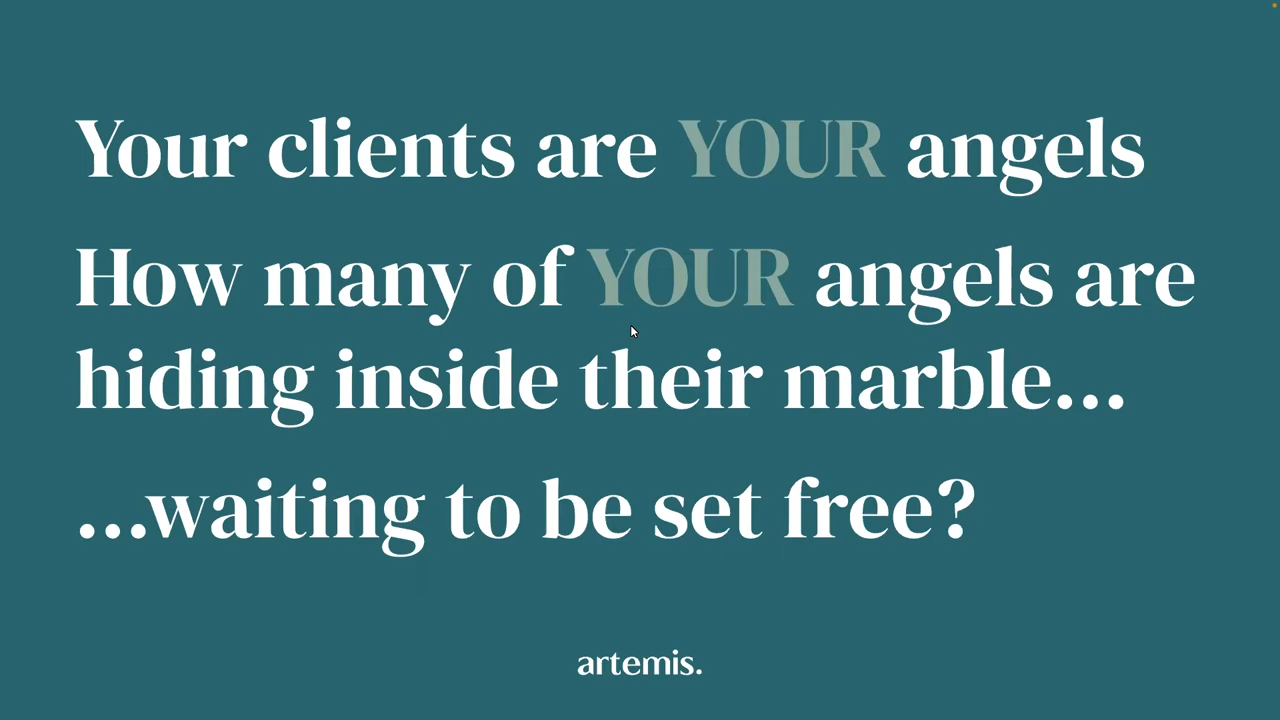 Your clients are YOUR angels
How many of YOUR angels are
hiding inside their marble...
...waiting to be set free?
artemis.